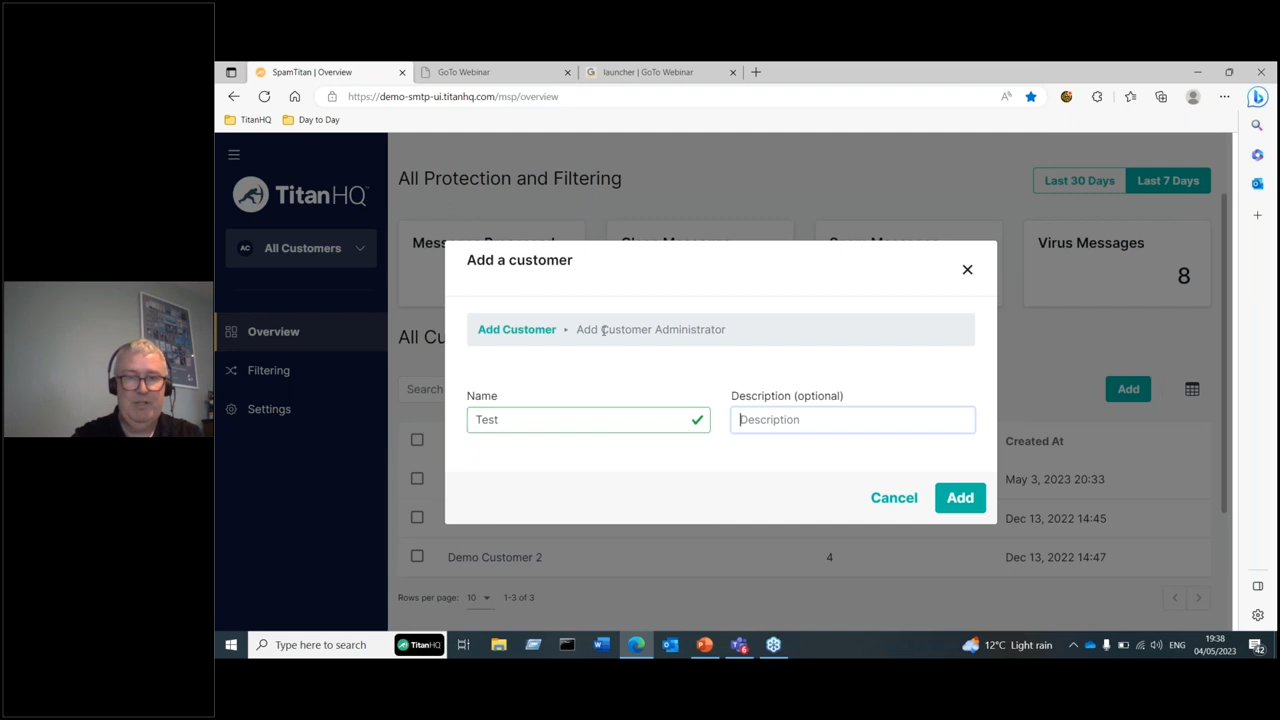 SpamTitan | Overview
GoTo Webinar
launcher | GoTo Webinar
https://demo-smtp-ui.titanhq.com/msp/overview
TitanHQ
Day to Day
TitanHQ
AC
All Customers
Overview
Filtering
Settings
All Protection and Filtering
Last 30 Days
Last 7 Days
Virus Messages
8
All Cu
Search
Add
Created At
May 3, 2023 20:33
Dec 13, 2022 14:45
Demo Customer 2
4
Dec 13, 2022 14:47
Rows per page:
10
1-3 of 3
Add a customer
Add Customer
Add Customer Administrator
Name
Test
Description (optional)
Description
Cancel
Add
Type here to search
TitanHQ
12°C Light rain
ENG
19:38
04/05/2023
42